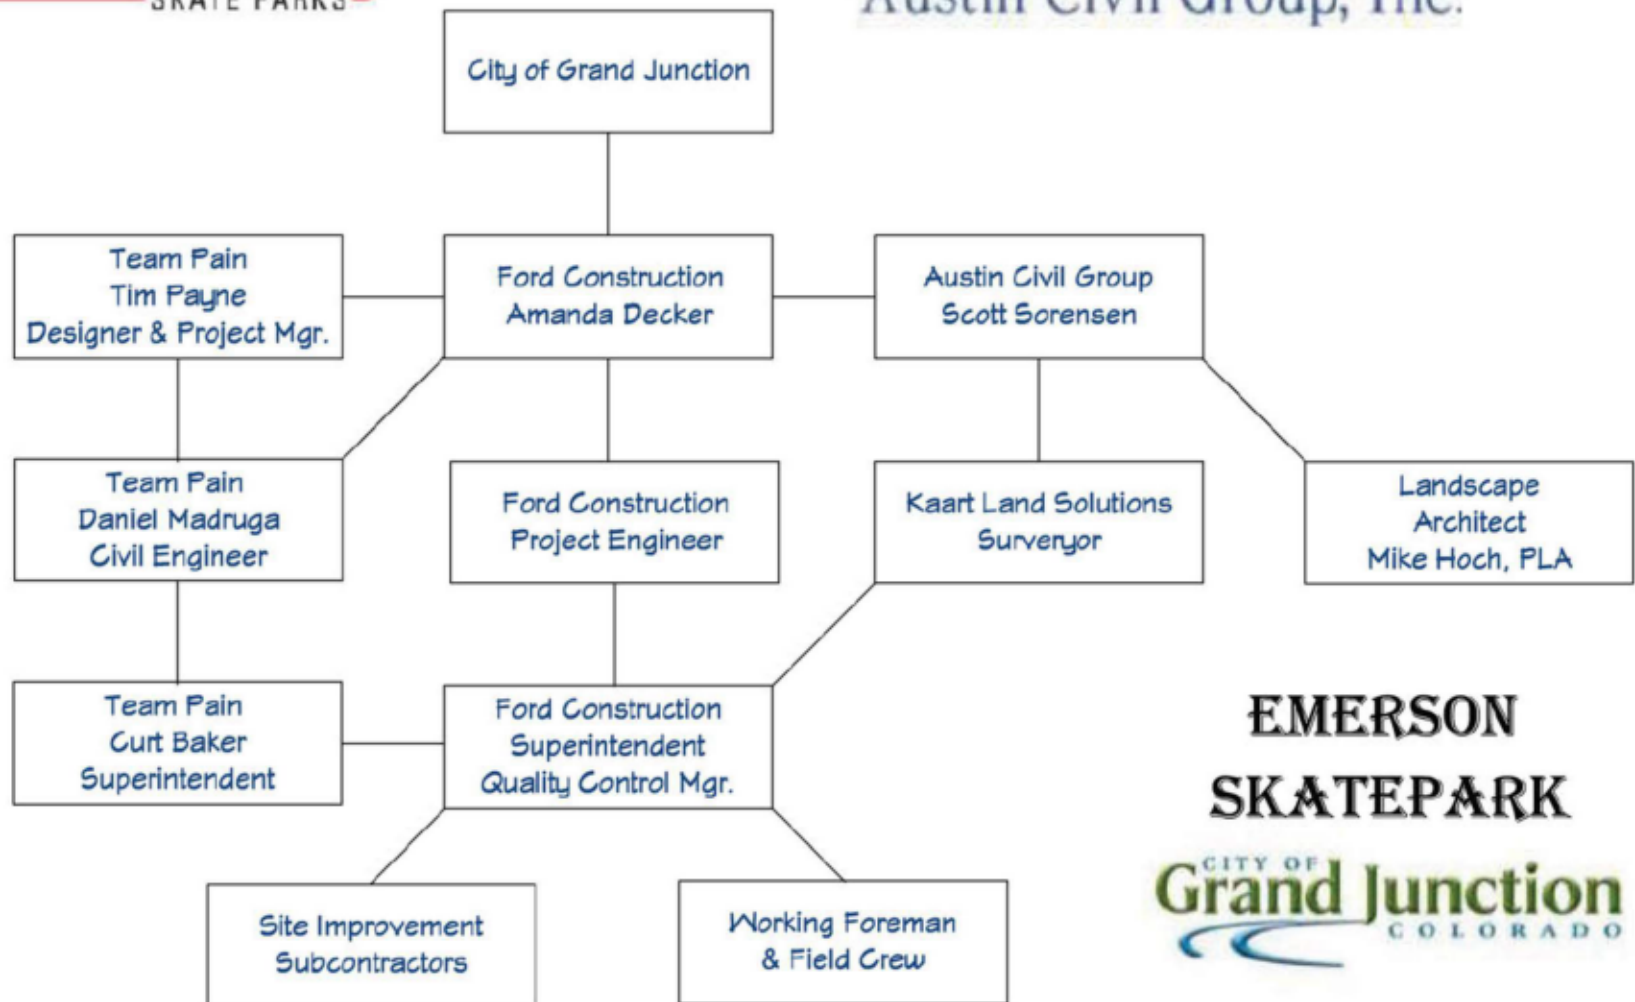 SKATE PARKS
Austin Civil Group, Inc.
City of Grand Junction
Team Pain
Tim Payne
Designer & Project Mgr.
Ford Construction
Amanda Decker
Austin Civil Group
Scott Sorensen
Team Pain
Daniel Madruga
Civil Engineer
Ford Construction
Project Engineer
Kaart Land Solutions
Surveryor
Landscape
Architect
Mike Hoch, PLA
Team Pain
Curt Baker
Superintendent
Ford Construction
Superintendent
Quality Control Mgr.
EMERSON
SKATEPARK
Site Improvement
Subcontractors
Working Foreman
& Field Crew
CITY OF
Grand Junction
COLORADO